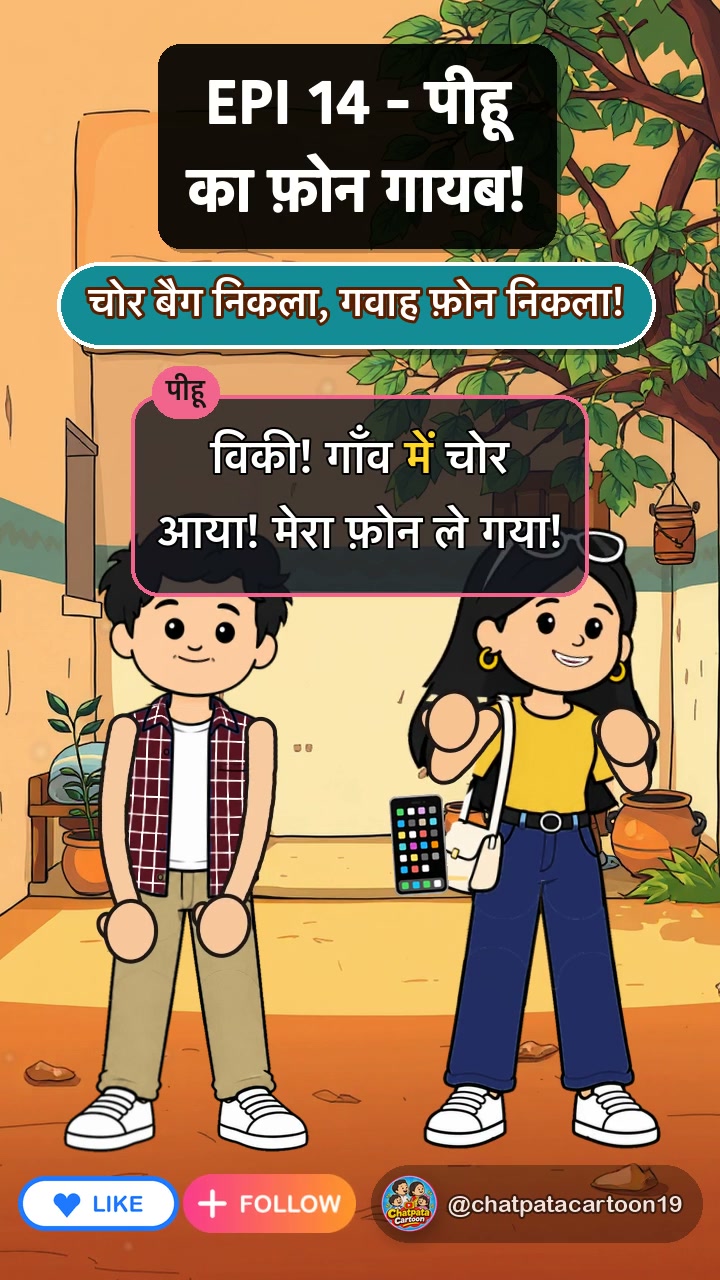 EPI 14 - पीहू
का फ़ोन गायब!
चोर बैग निकला, गवाह फ़ोन निकला!
पीहू
विकी! गाँव में चोर
आया! मेरा फ़ोन ले गया!
LIKE
FOLLOW
Chatpata
Cartoon
@chatpatacartoon19